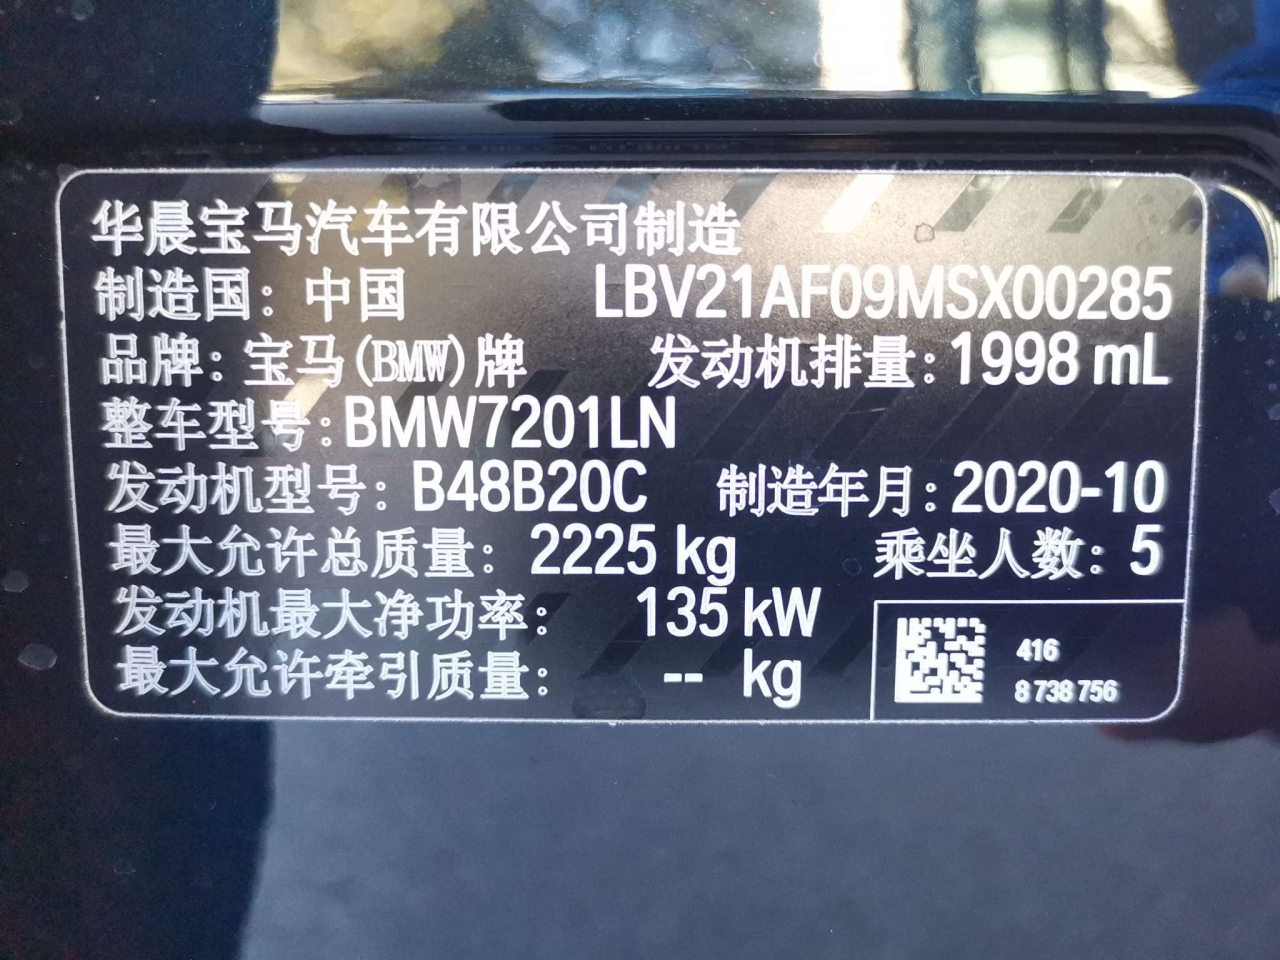 华晨宝马汽车有限公司制造
制造国：中国 LBV21AF09MSX00285
品牌：宝马(BMW)牌 发动机排量：1998 mL
整车型号：BMW7201LN
发动机型号：B48B20C 制造年月：2020-10
最大允许总质量：2225 kg 乘坐人数：5
发动机最大净功率：135 kW
最大允许牵引质量：-- kg
416
8 738 756